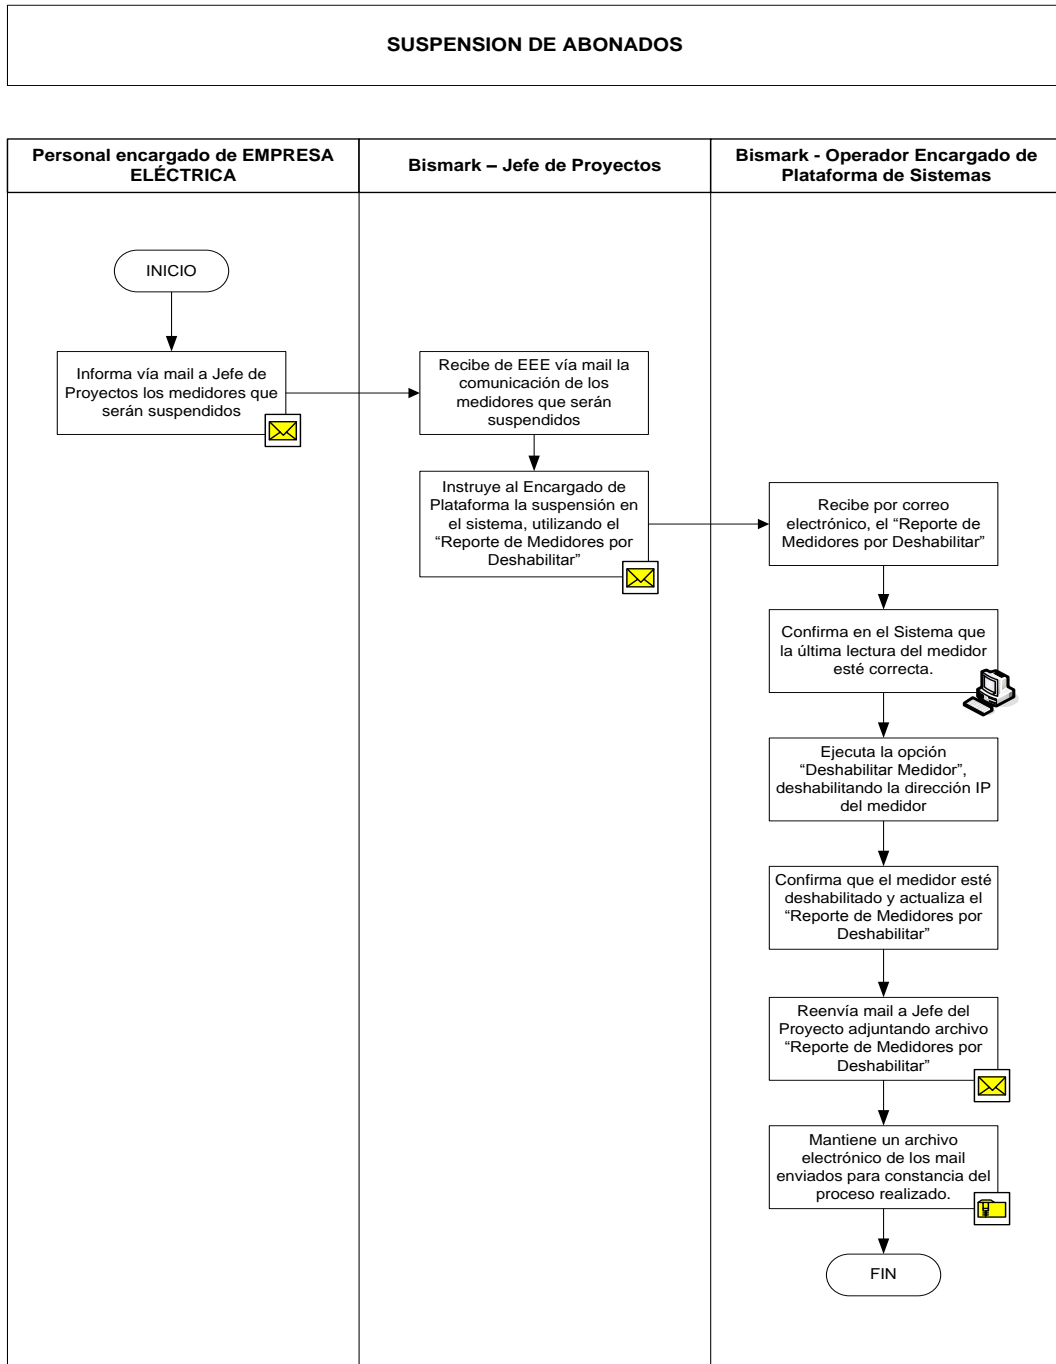 SUSPENSION DE ABONADOS
Personal encargado de EMPRESA
ELÉCTRICA
Bismark – Jefe de Proyectos
Bismark - Operador Encargado de
Plataforma de Sistemas
INICIO
Informa vía mail a Jefe de
Proyectos los medidores que
serán suspendidos
Recibe de EEE vía mail la
comunicación de los
medidores que serán
suspendidos
Instruye al Encargado de
Plataforma la suspensión en
el sistema, utilizando el
“Reporte de Medidores por
Deshabilitar”
Recibe por correo
electrónico, el “Reporte de
Medidores por Deshabilitar”
Confirma en el Sistema que
la última lectura del medidor
esté correcta.
Ejecuta la opción
“Deshabilitar Medidor”,
deshabilitando la dirección IP
del medidor
Confirma que el medidor esté
deshabilitado y actualiza el
“Reporte de Medidores por
Deshabilitar”
Reenvía mail a Jefe del
Proyecto adjuntando archivo
“Reporte de Medidores por
Deshabilitar”
Mantiene un archivo
electrónico de los mail
enviados para constancia del
proceso realizado.
FIN